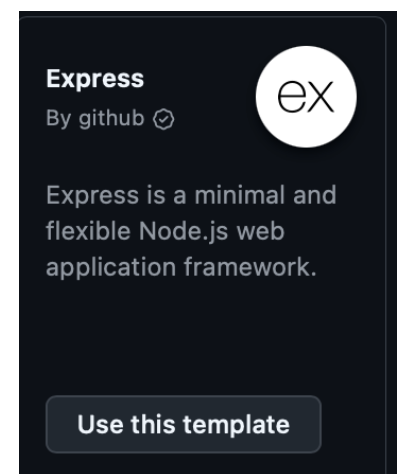 Express
By github
ex
Express is a minimal and
flexible Node.js web
application framework.
Use this template